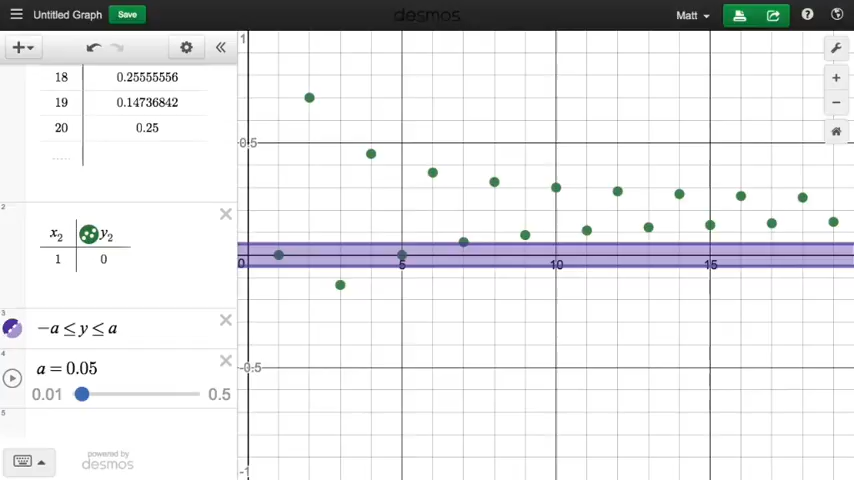 Untitled Graph Save desmos Matt
18 0.25555556
19 0.14736842
20 0.25
2
x₂ y₂
1 0
3
−a ≤ y ≤ a
4
a = 0.05
0.01 0.5
5
powered by
desmos
1
0.5
0 5 10 15
-0.5
-1